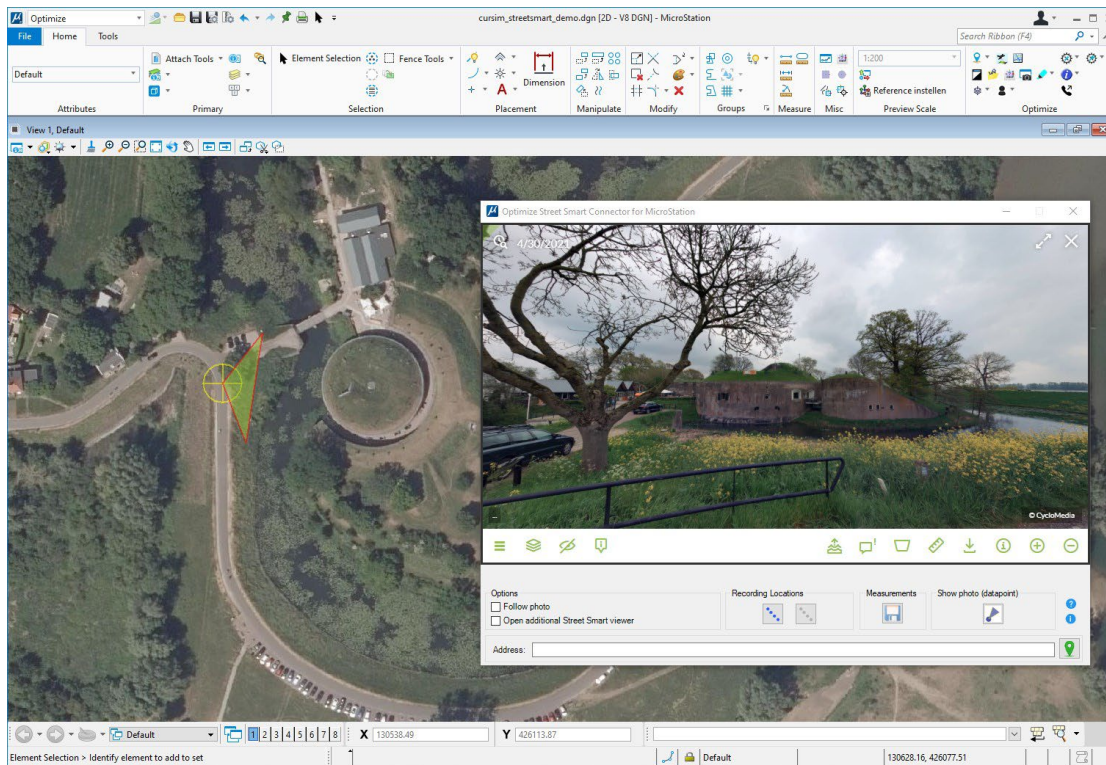 Optimize
cursim_streetsmart_demo.dgn [2D - V8 DGN] - MicroStation
File Home Tools
Search Ribbon (F4)
Default
Attach Tools
Element Selection
Fence Tools
Dimension
1:200
Reference instellen
Attributes Primary Selection Placement Manipulate Modify Groups Measure Misc Preview Scale Optimize
View 1, Default
Optimize Street Smart Connector for MicroStation
4/30/2021
© CycloMedia
Options
Follow photo
Open additional Street Smart viewer
Recording Locations
Measurements
Show photo (datapoint)
Address:
Default
1 2 3 4 5 6 7 8
X 130538.49
Y 426113.87
Element Selection > Identify element to add to set
Default
130628.16, 426077.51